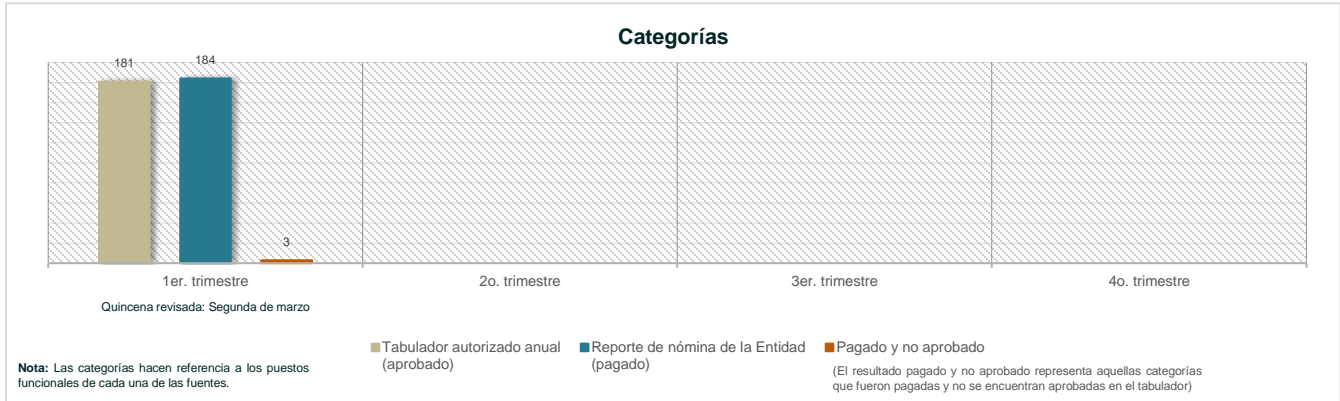 Categorías
181
184
3
1er. trimestre
2o. trimestre
3er. trimestre
4o. trimestre
Quincena revisada: Segunda de marzo
Tabulador autorizado anual
(aprobado)
Reporte de nómina de la Entidad
(pagado)
Pagado y no aprobado
(El resultado pagado y no aprobado representa aquellas categorías
que fueron pagadas y no se encuentran aprobadas en el tabulador)
Nota: Las categorías hacen referencia a los puestos
funcionales de cada una de las fuentes.